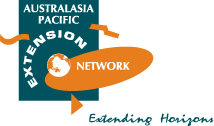 AUSTRALASIA
PACIFIC
EXTENSION
NETWORK
Extending Horizons